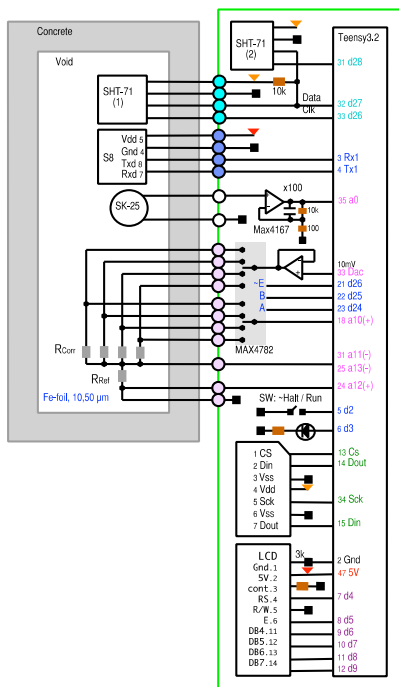 Concrete
Void
SHT-71
(1)
S8
Vdd 5
Gnd 4
Txd 8
Rxd 7
SK-25
RCorr
RRef
Fe-foil, 10,50 µm
SHT-71
(2)
10k
Data
Clk
x100
10k
100
Max4167
10mV
~E
B
A
MAX4782
SW: ~Halt / Run
1 CS
2 Din
3 Vss
4 Vdd
5 Sck
6 Vss
7 Dout
LCD
3k
Gnd.1
5V.2
cont.3
RS.4
R/W.5
E.6
DB4.11
DB5.12
DB6.13
DB7.14
Teensy3.2
31 d28
32 d27
33 d26
3 Rx1
4 Tx1
35 a0
33 Dac
21 d26
22 d25
23 d24
18 a10(+)
31 a11(-)
25 a13(-)
24 a12(+)
5 d2
6 d3
13 Cs
14 Dout
34 Sck
15 Din
2 Gnd
47 5V
7 d4
8 d5
9 d6
10 d7
11 d8
12 d9